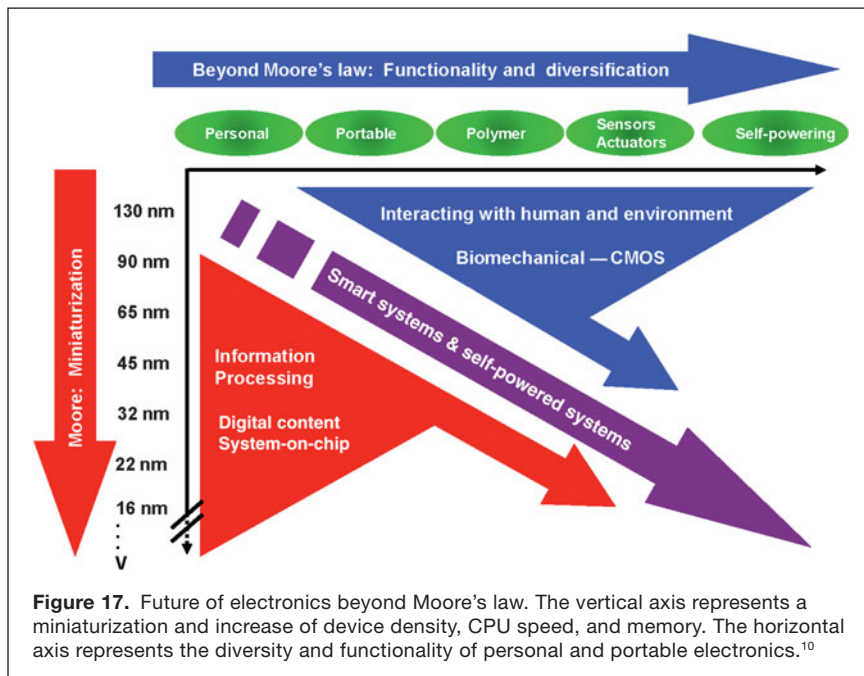 Beyond Moore's law: Functionality and diversification
Personal
Portable
Polymer
Sensors
Actuators
Self-powering
Moore: Miniaturization
130 nm
90 nm
65 nm
45 nm
32 nm
22 nm
16 nm
V
Interacting with human and environment
Biomechanical — CMOS
Smart systems & self-powered systems
Information
Processing
Digital content
System-on-chip
Figure 17. Future of electronics beyond Moore's law. The vertical axis represents a
miniaturization and increase of device density, CPU speed, and memory. The horizontal
axis represents the diversity and functionality of personal and portable electronics.10